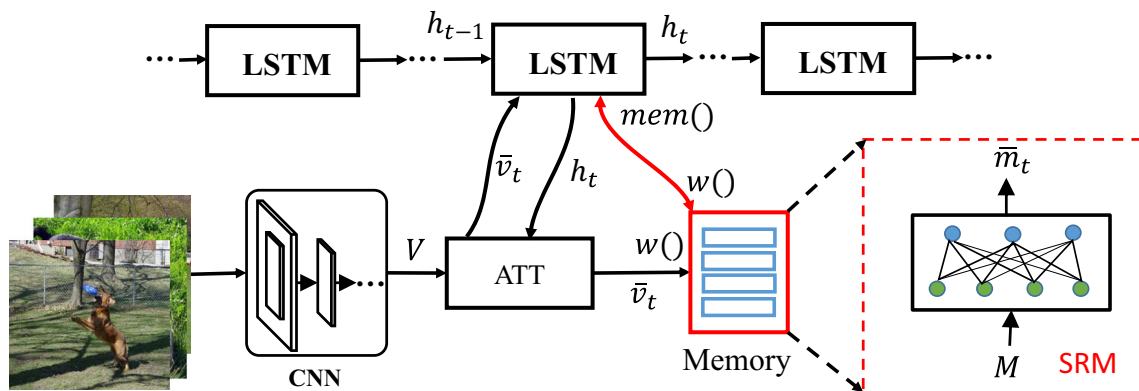 h_{t-1}
h_t
... LSTM ... LSTM ... LSTM ...
mem()
v̄_t
h_t
m̄_t
w()
V
w()
ATT
...
v̄_t
Memory
CNN
M
SRM